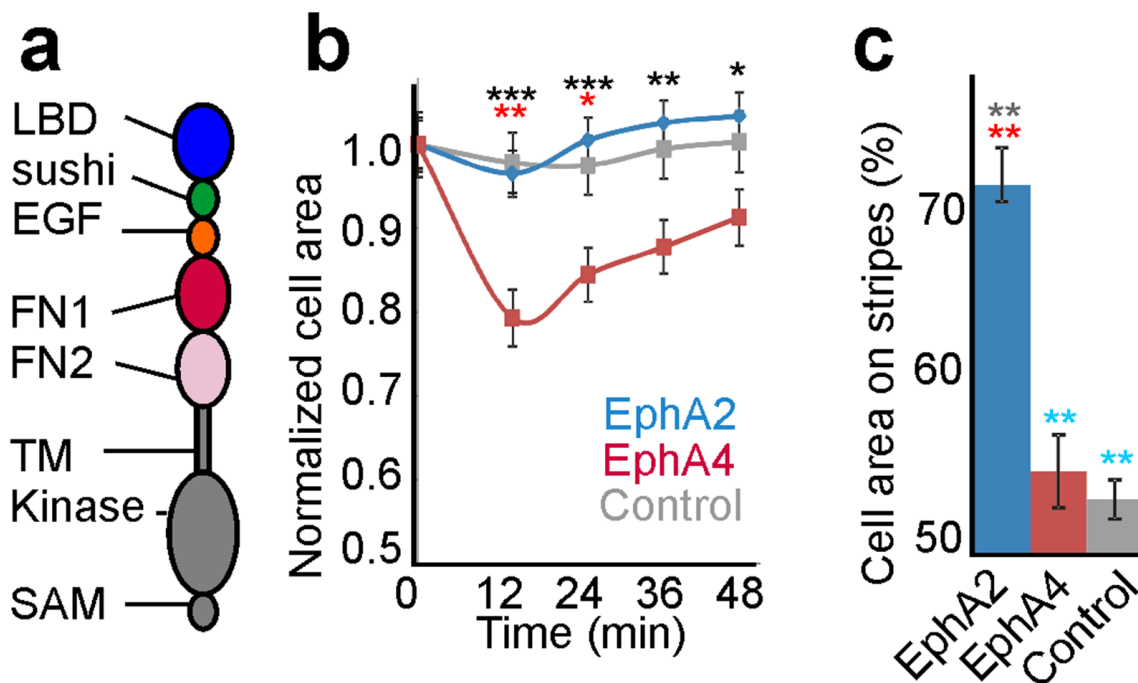 a
LBD
sushi
EGF
FN1
FN2
TM
Kinase
SAM
b
Normalized cell area
1.0
0.9
0.8
0.7
0.6
0.5
*** *** ** *
** *
EphA2
EphA4
Control
0 12 24 36 48
Time (min)
c
Cell area on stripes (%)
70
60
50
**
**
**
**
EphA2
EphA4
Control